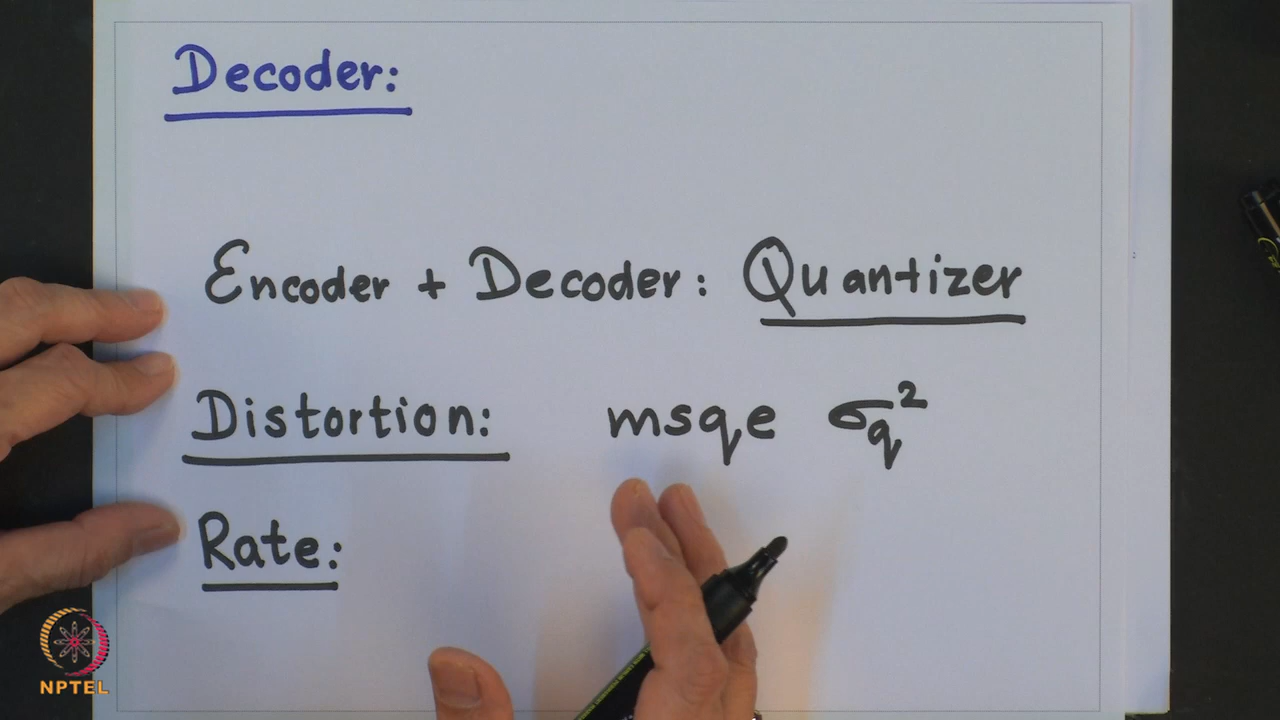 Decoder:
Encoder + Decoder: Quantizer
Distortion: msqe σq²
Rate:
NPTEL